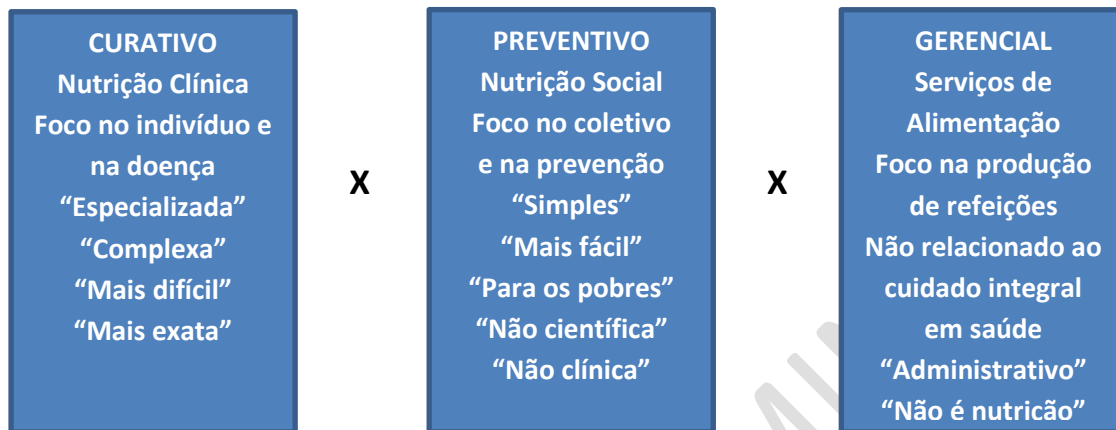 CURATIVO
Nutrição Clínica
Foco no indivíduo e
na doença
“Especializada”
“Complexa”
“Mais difícil”
“Mais exata”
X
PREVENTIVO
Nutrição Social
Foco no coletivo
e na prevenção
“Simples”
“Mais fácil”
“Para os pobres”
“Não científica”
“Não clínica”
X
GERENCIAL
Serviços de
Alimentação
Foco na produção
de refeições
Não relacionado ao
cuidado integral
em saúde
“Administrativo”
“Não é nutrição”